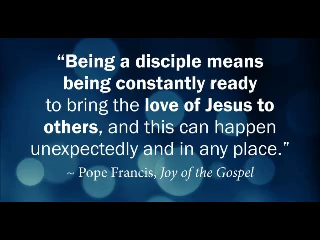 “Being a disciple means
being constantly ready
to bring the love of Jesus to
others, and this can happen
unexpectedly and in any place.”
~ Pope Francis, Joy of the Gospel